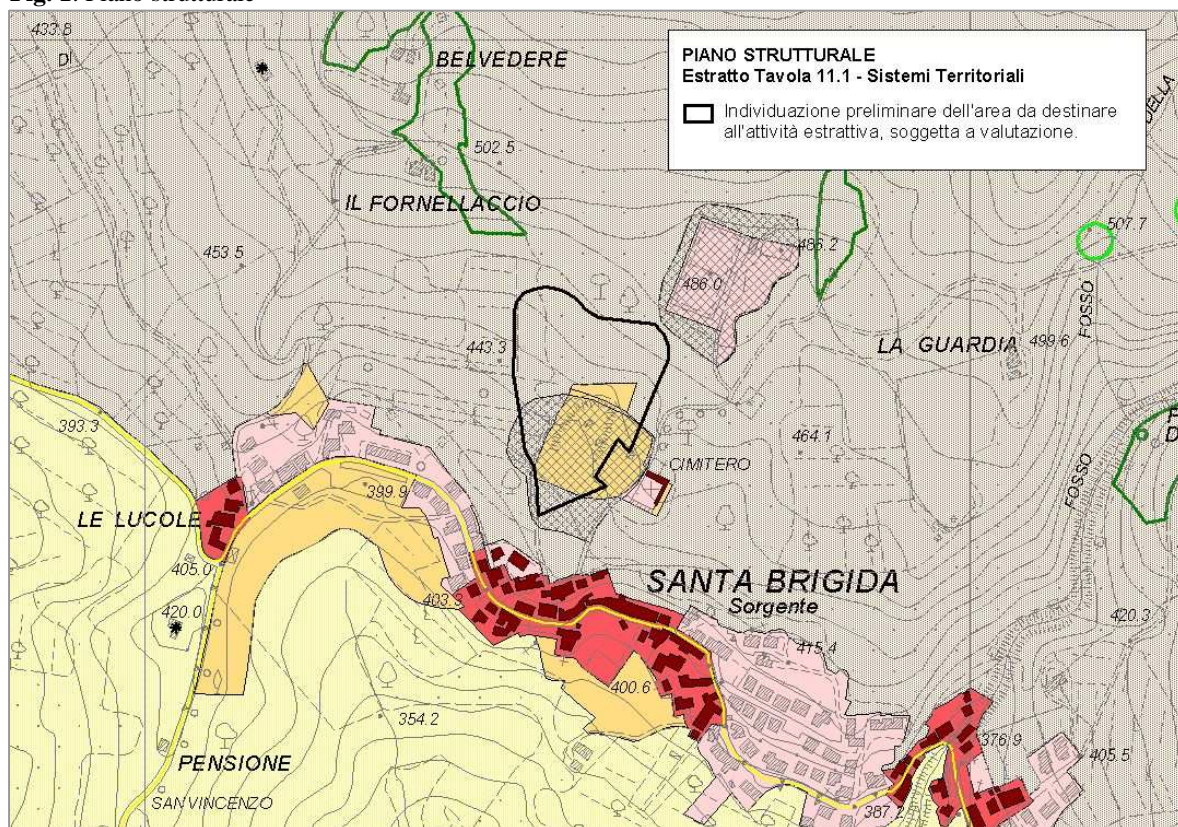 433.8
DI
BELVEDERE
PIANO STRUTTURALE
Estratto Tavola 11.1 - Sistemi Territoriali
Individuazione preliminare dell'area da destinare
all'attività estrattiva, soggetta a valutazione.
DELLA
502.5
IL FORNELLACCIO
507.7
453.5
486.2
486.0
FOSSO
443.3
LA GUARDIA
499.6
393.3
464.1
CIMITERO
FOSSO
399.9
LE LUCOLE
405.0
SANTA BRIGIDA
Sorgente
403.3
420.0
420.3
415.4
400.6
354.2
376.9
405.5
PENSIONE
SANVINCENZO
387.2